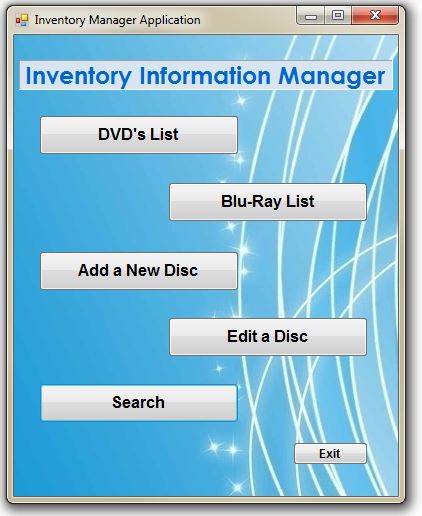 Inventory Manager Application
Inventory Information Manager
DVD's List
Blu-Ray List
Add a New Disc
Edit a Disc
Search
Exit